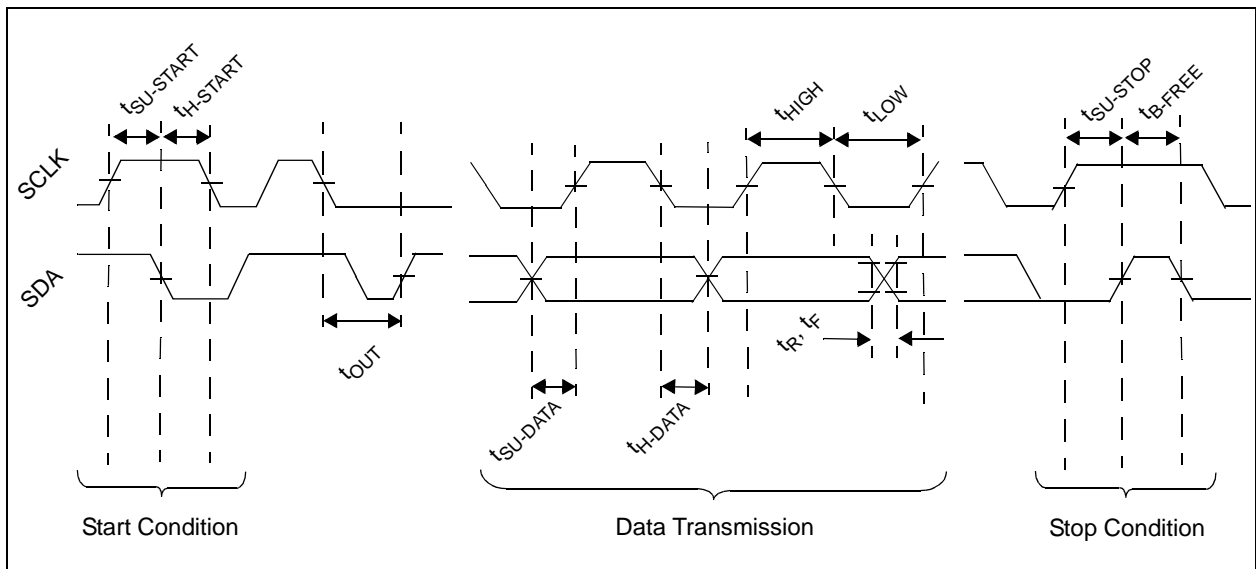 tSU-START
tH-START
tHIGH
tLOW
tSU-STOP
tB-FREE
SCLK
SDA
tOUT
tR, tF
tSU-DATA
tH-DATA
Start Condition
Data Transmission
Stop Condition